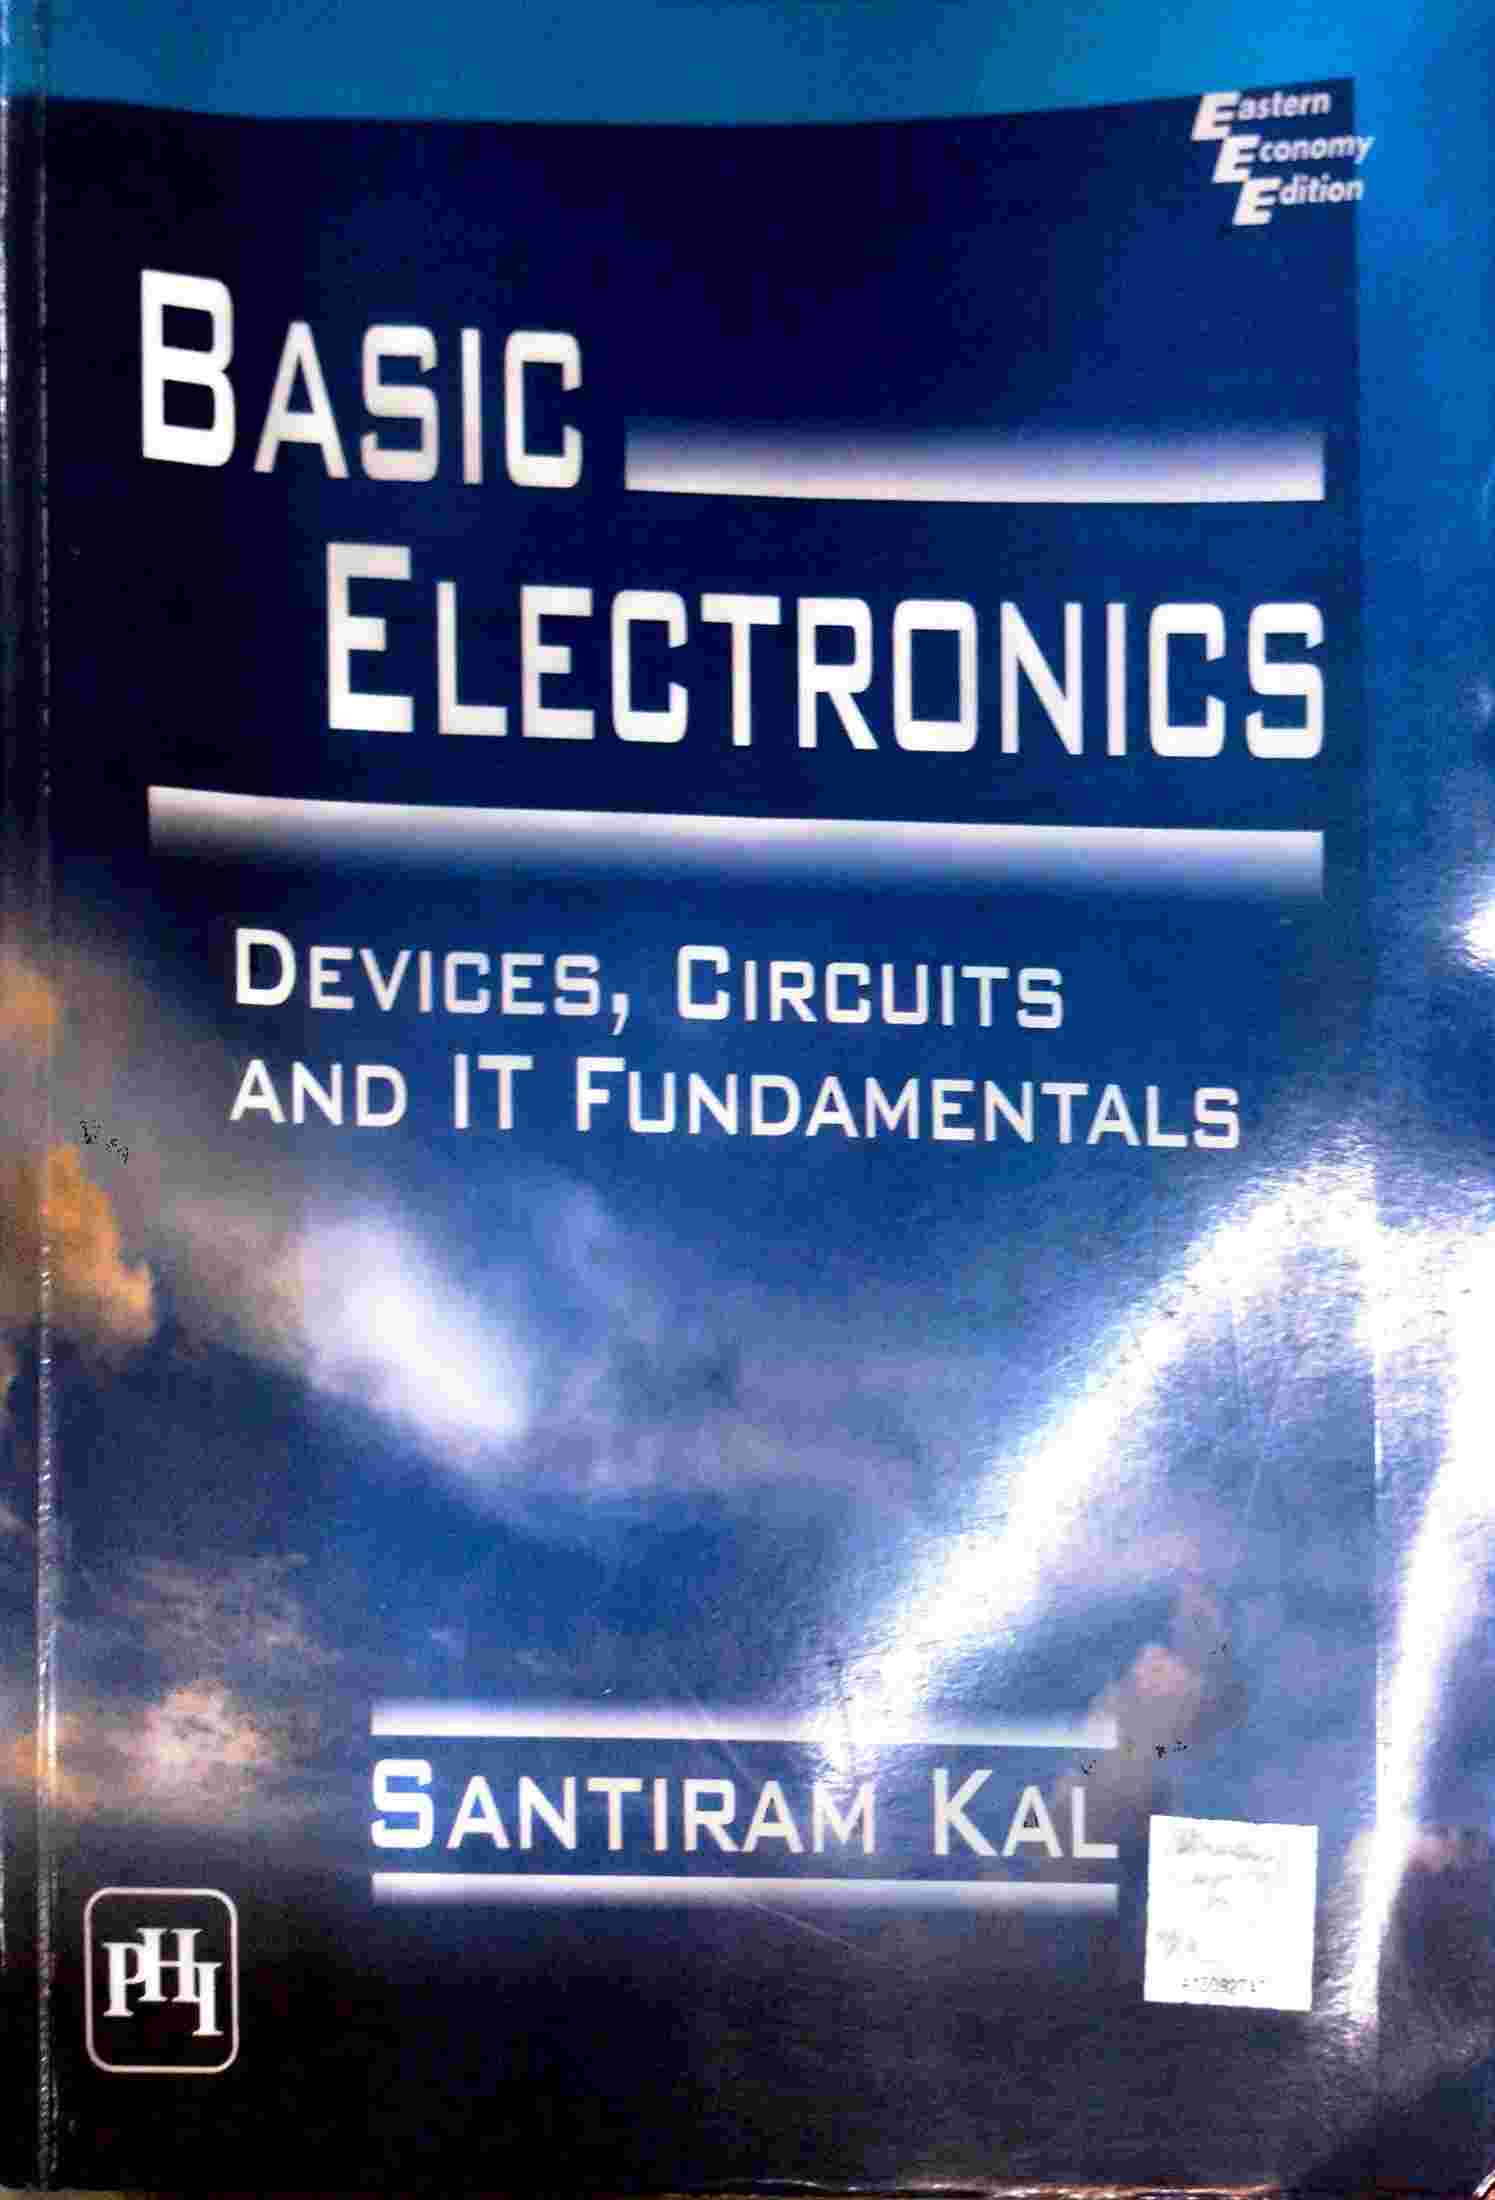 Eastern
Economy
Edition
BASIC
ELECTRONICS
DEVICES, CIRCUITS
AND IT FUNDAMENTALS
SANTIRAM KAL
PHI